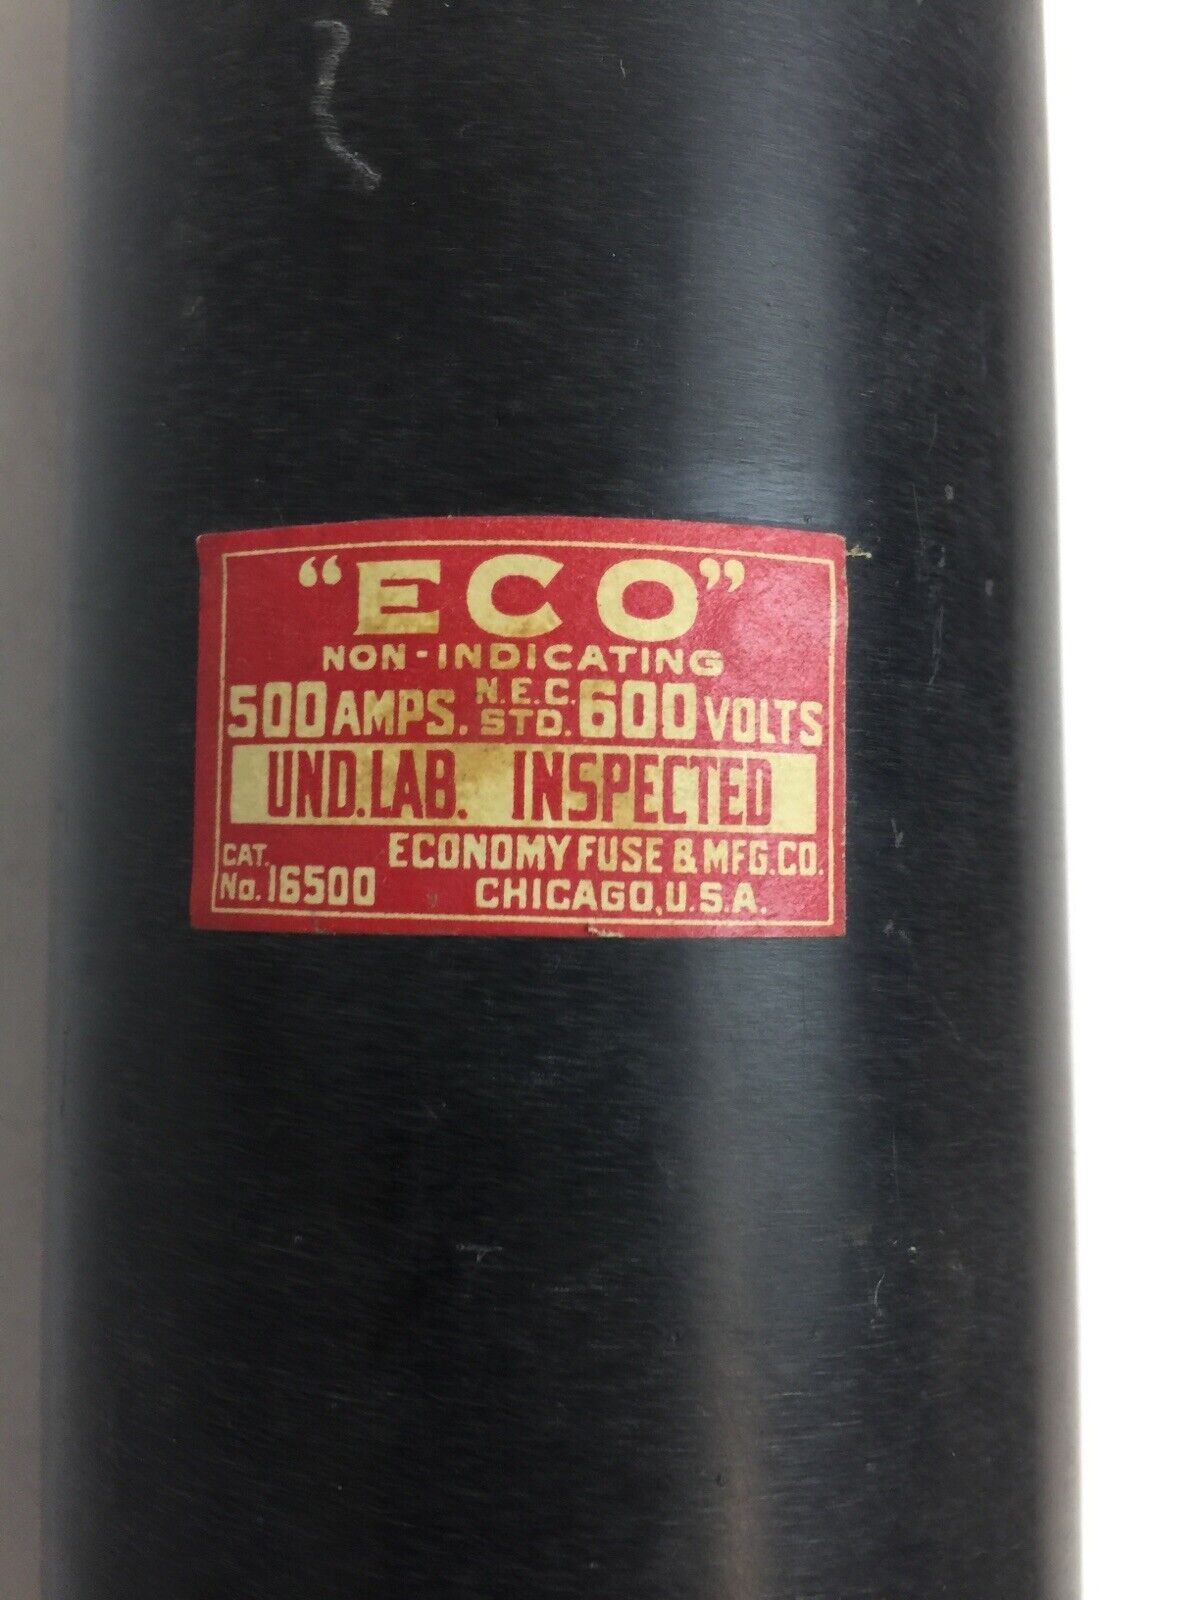 "ECO"
NON-INDICATING
500 AMPS. N.E.C. STD. 600 VOLTS
UND. LAB. INSPECTED
CAT. No. 16500
ECONOMY FUSE & MFG. CO.
CHICAGO, U.S.A.